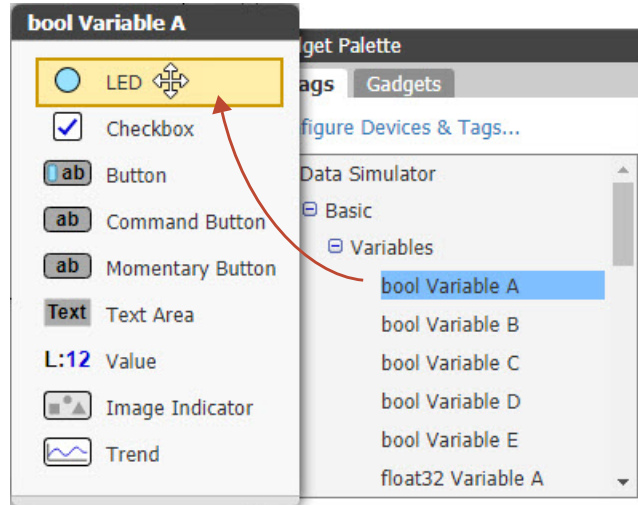 bool Variable A
LED
Checkbox
ab Button
ab Command Button
ab Momentary Button
Text Text Area
L:12 Value
Image Indicator
Trend
get Palette
ags Gadgets
figure Devices & Tags...
Data Simulator
Basic
Variables
bool Variable A
bool Variable B
bool Variable C
bool Variable D
bool Variable E
float32 Variable A